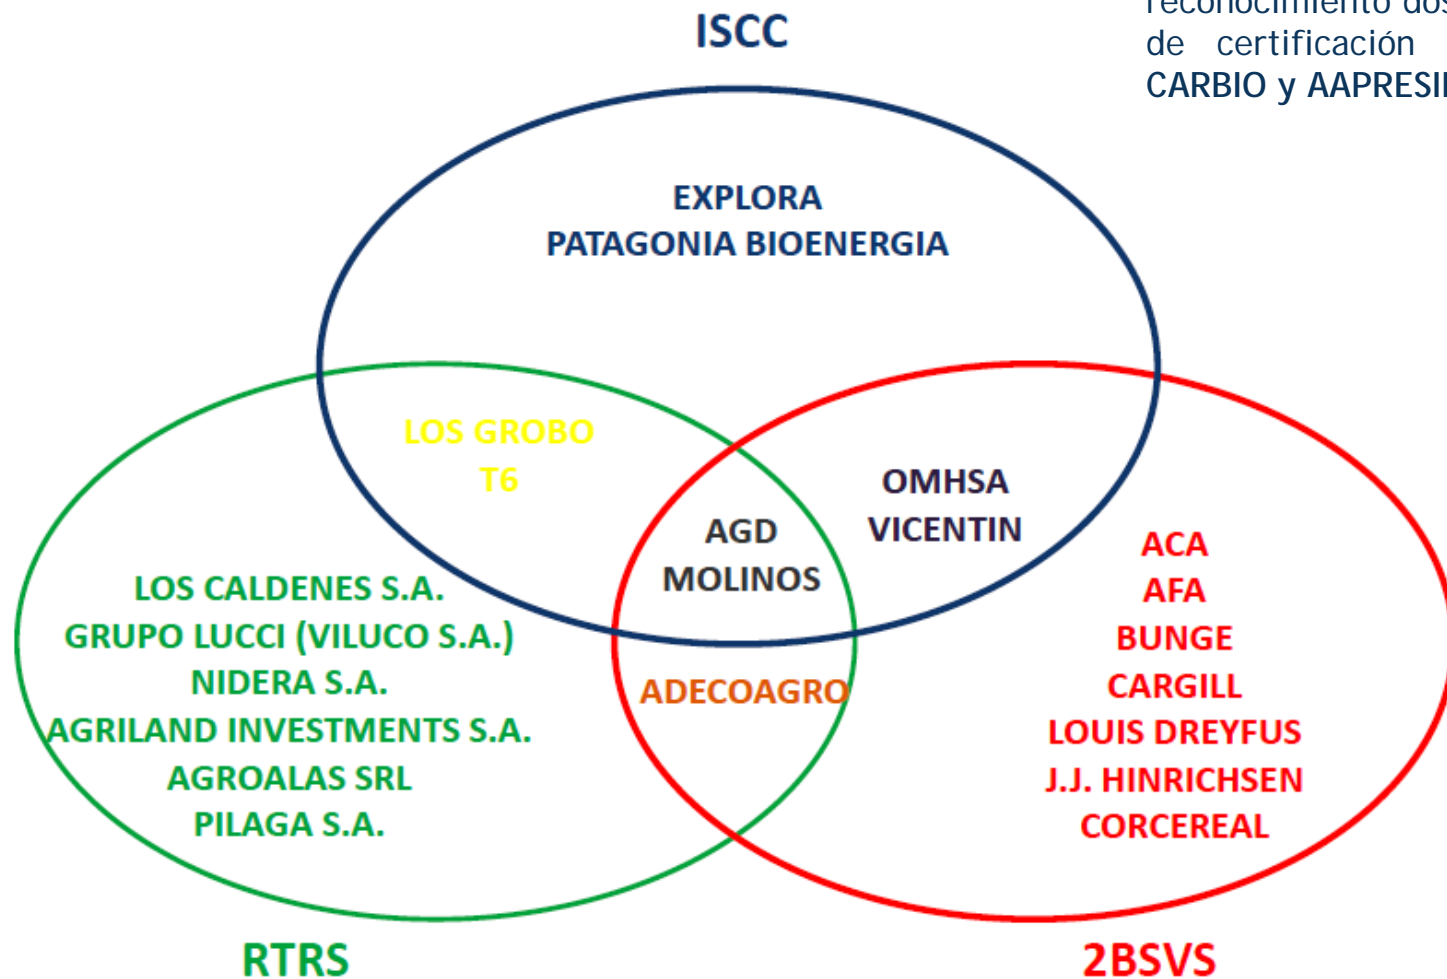 reconocimiento dos
de certificación
CARBIO y AAPRESI
ISCC
EXPLORA
PATAGONIA BIOENERGIA
LOS GROBO
T6
OMHSA
VICENTIN
AGD
MOLINOS
LOS CALDENES S.A.
GRUPO LUCCI (VILUCO S.A.)
NIDERA S.A.
AGRILAND INVESTMENTS S.A.
AGROALAS SRL
PILAGA S.A.
ADECOAGRO
ACA
AFA
BUNGE
CARGILL
LOUIS DREYFUS
J.J. HINRICHSEN
CORCEREAL
RTRS
2BSVS